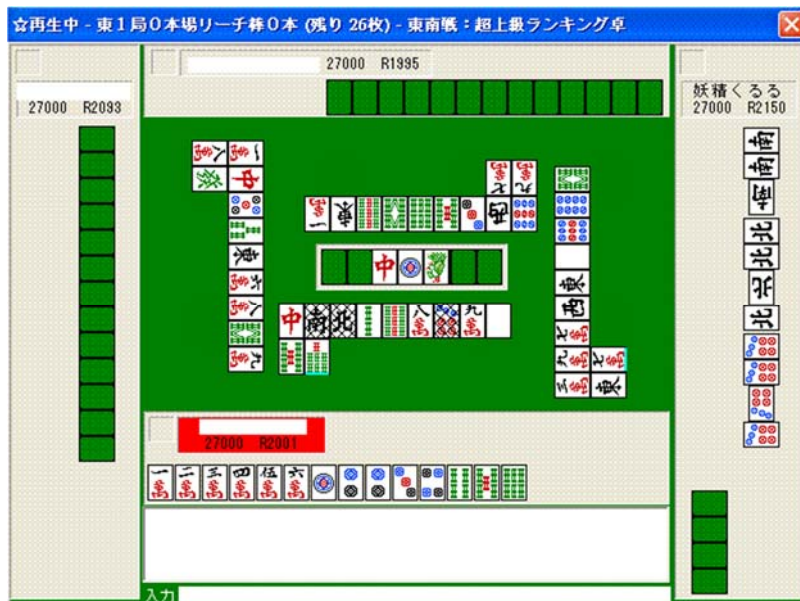 ☆再生中 - 東1局0本場リーチ棒0本 (残り 26枚) - 東南戦：超上級ランキング卓
27000 R1995
27000 R2093
妖精くるる
27000 R2150
27000 R2001
入力